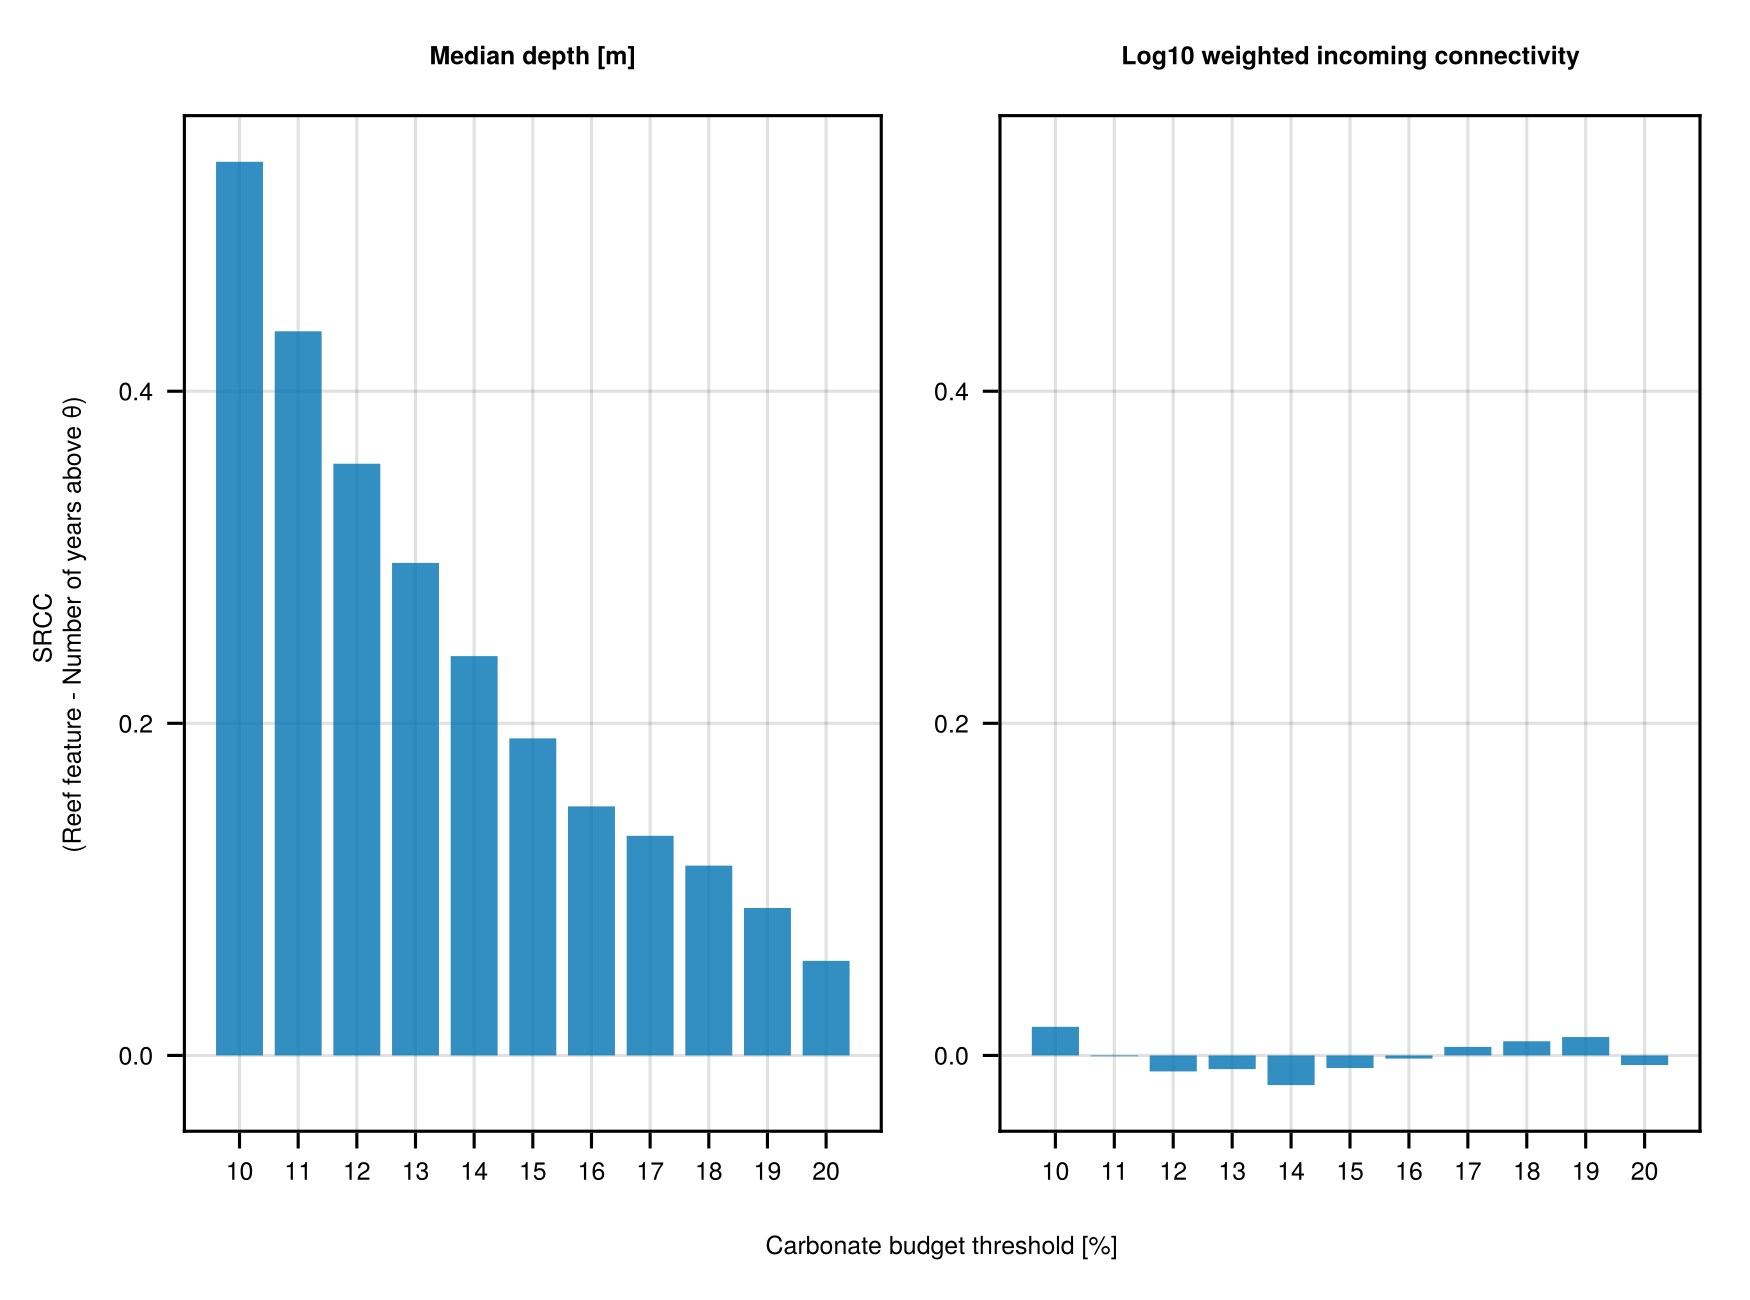 Median depth [m]
Log10 weighted incoming connectivity
SRCC
(Reef feature - Number of years above θ)
0.4
0.2
0.0
0.4
0.2
0.0
10 11 12 13 14 15 16 17 18 19 20
10 11 12 13 14 15 16 17 18 19 20
Carbonate budget threshold [%]